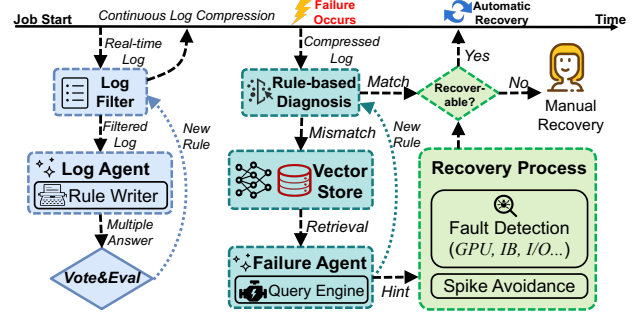 Job Start
Continuous Log Compression
Failure
Occurs
Automatic
Recovery
Time
Real-time
Log
Compressed
Log
Yes
Log
Filter
Rule-based
Diagnosis
Match
Recover-
able?
No
Manual
Recovery
Filtered
Log
New
Rule
Mismatch
New
Rule
Log Agent
Rule Writer
Vector
Store
Recovery Process
Fault Detection
(GPU, IB, I/O...)
Spike Avoidance
Multiple
Answer
Retrieval
Vote&Eval
Failure Agent
Query Engine
Hint